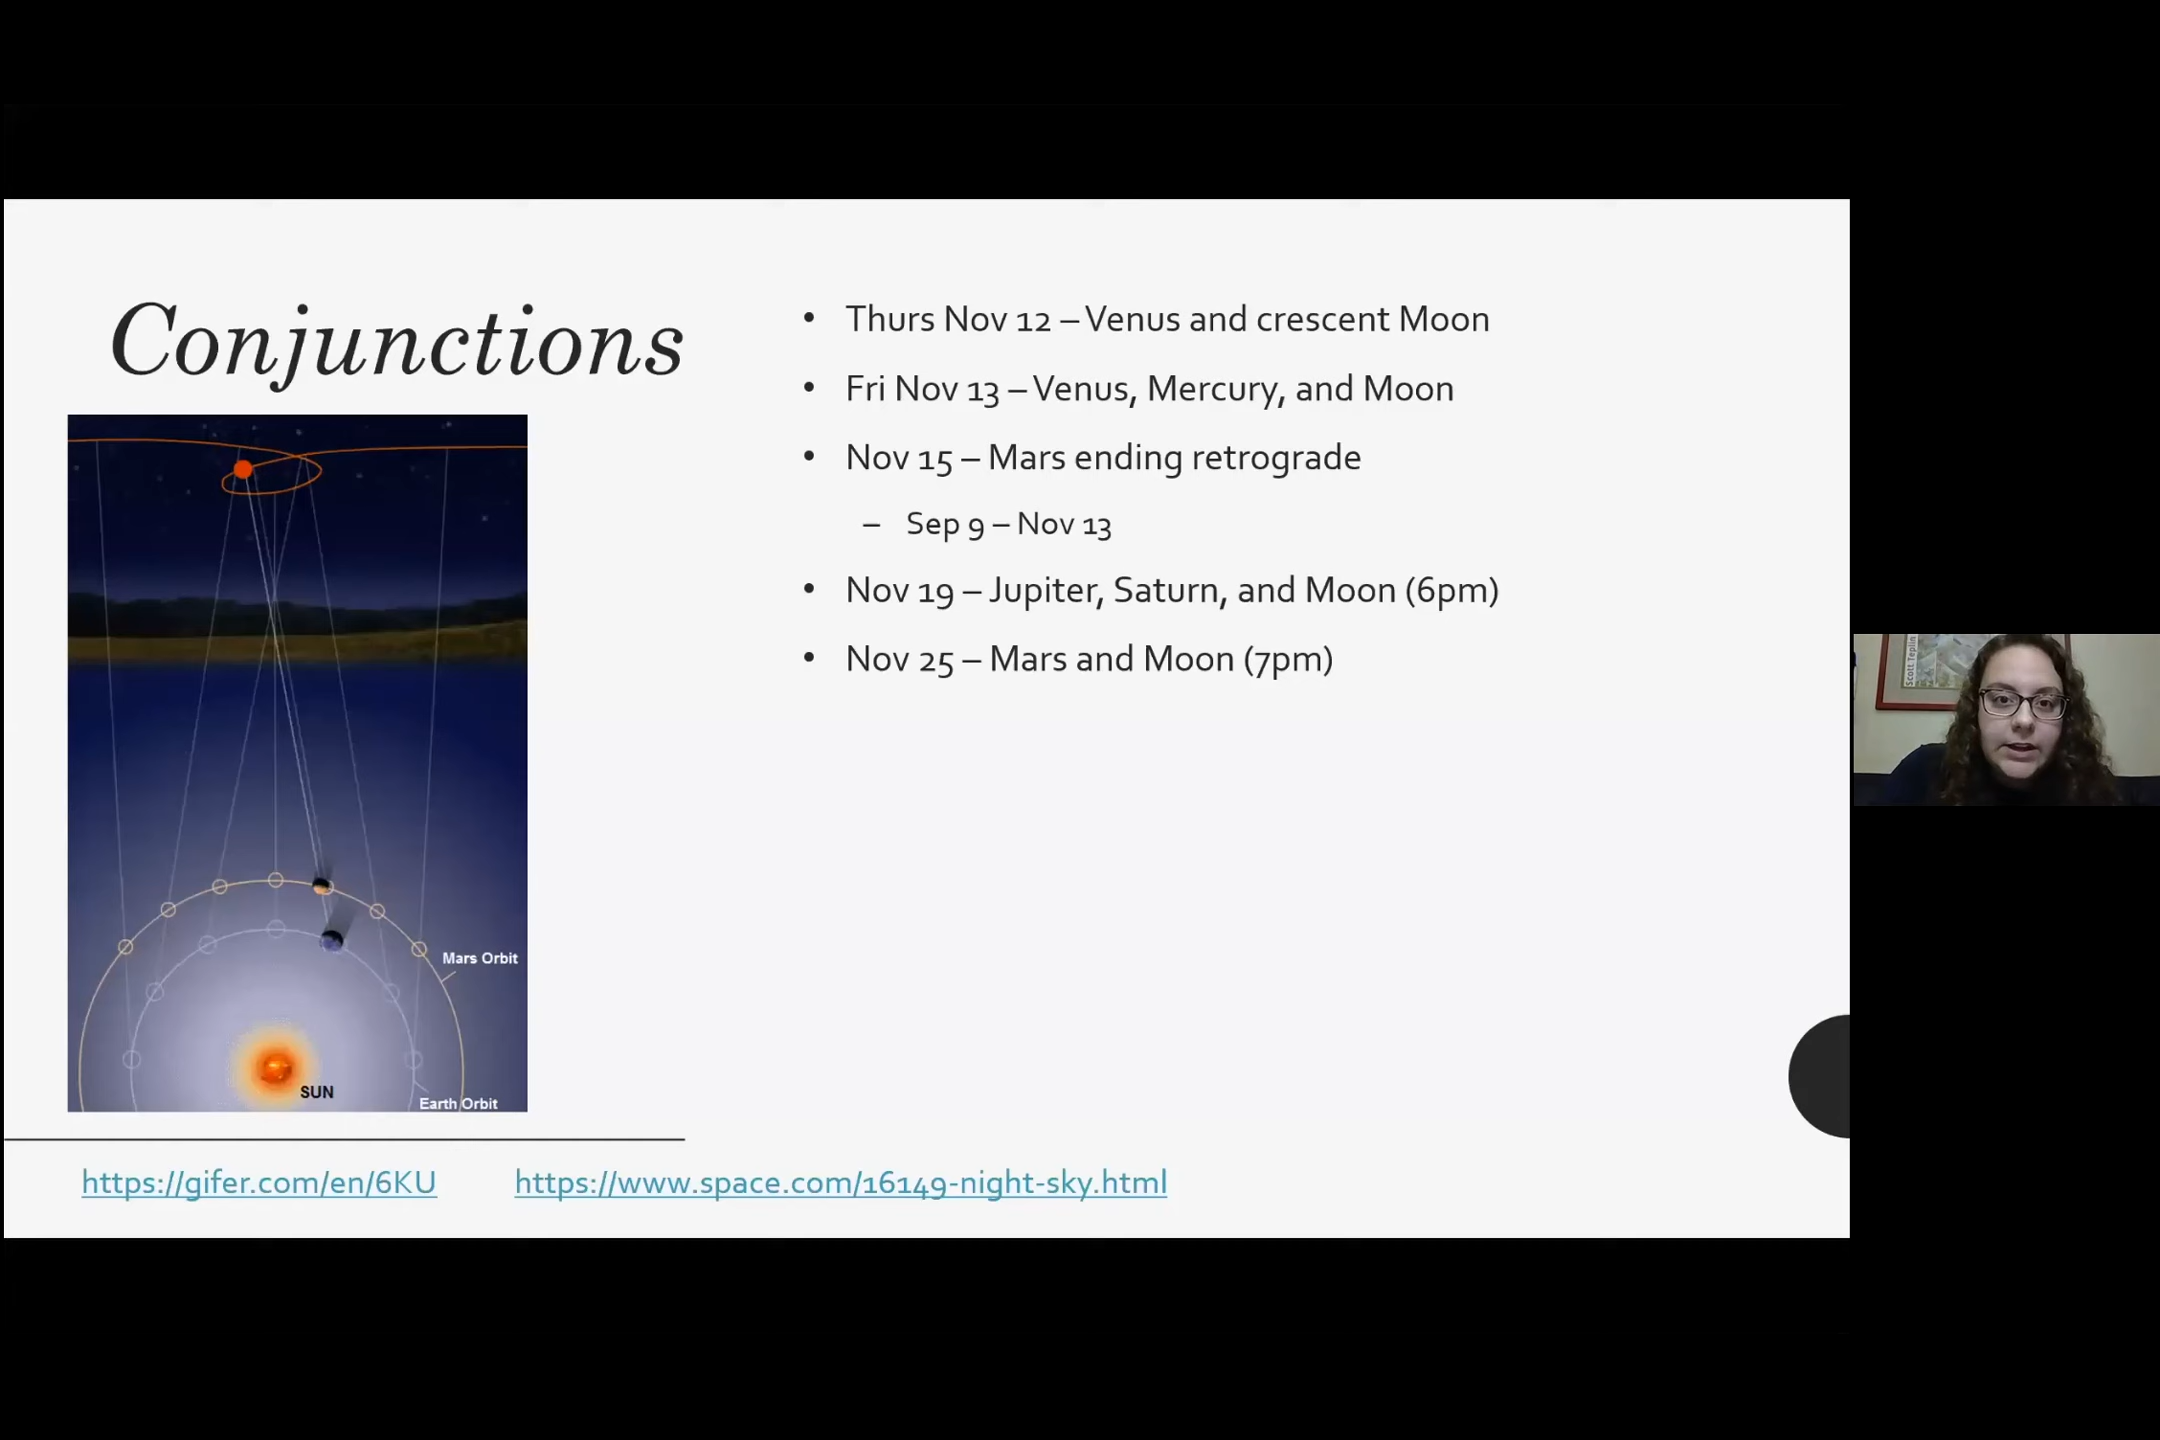 Conjunctions
• Thurs Nov 12 – Venus and crescent Moon
• Fri Nov 13 – Venus, Mercury, and Moon
• Nov 15 – Mars ending retrograde
– Sep 9 – Nov 13
• Nov 19 – Jupiter, Saturn, and Moon (6pm)
• Nov 25 – Mars and Moon (7pm)
Mars Orbit
SUN
Earth Orbit
https://gifer.com/en/6KU
https://www.space.com/16149-night-sky.html
Scott Teplin